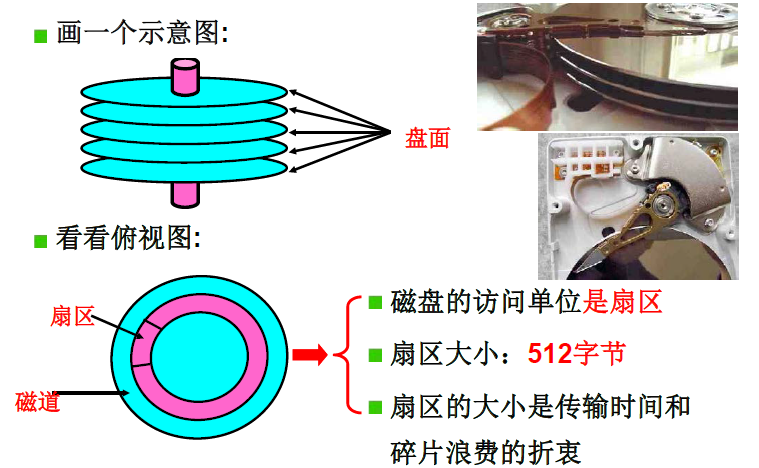 画一个示意图:
盘面
看看俯视图:
扇区
磁道
磁盘的访问单位是扇区
扇区大小：512字节
扇区的大小是传输时间和
碎片浪费的折衷